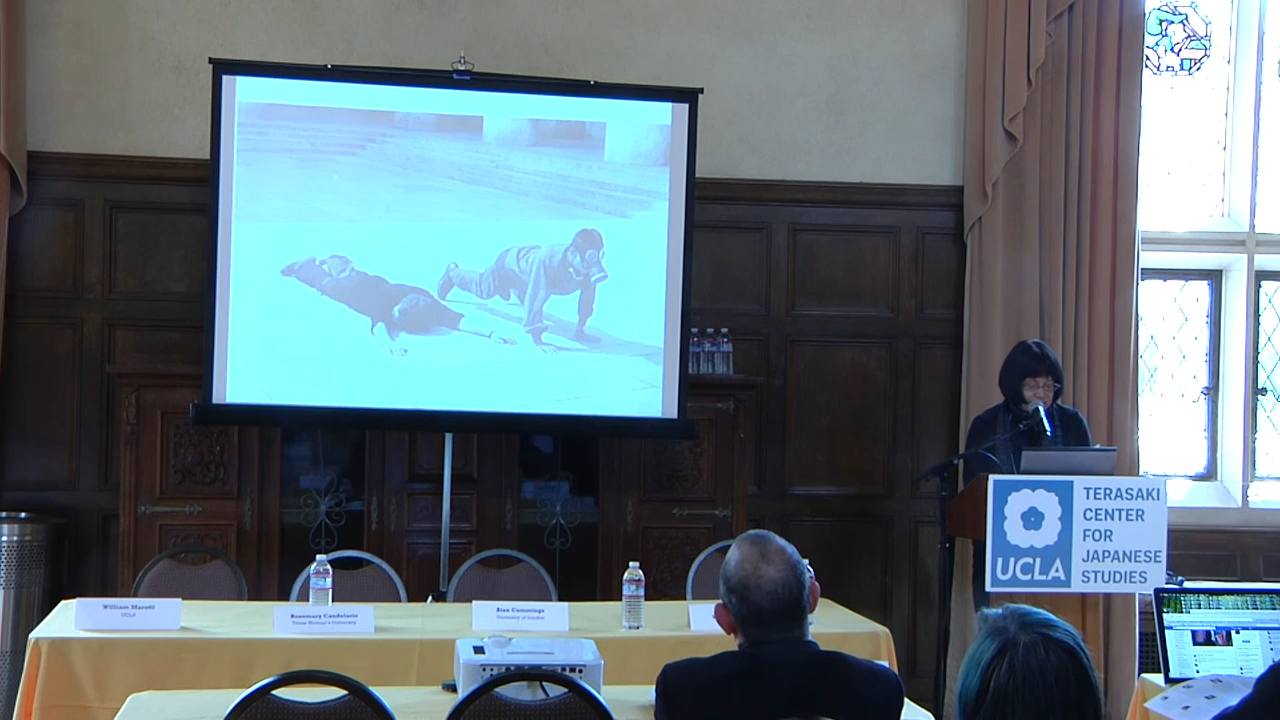 William Marotti
UCLA
Rosemary Candelario
Texas Woman's University
Alan Cummings
University of London
UCLA
TERASAKI
CENTER
FOR
JAPANESE
STUDIES